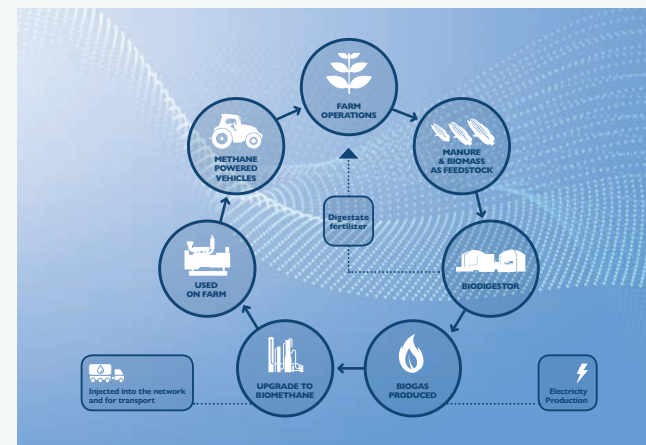 FARM
OPERATIONS
MANURE
& BIOMASS
AS FEEDSTOCK
METHANE
POWERED
VEHICLES
Digestate
fertilizer
USED
ON FARM
BIODIGESTOR
UPGRADE TO
BIOMETHANE
BIOGAS
PRODUCED
Injected into the network
and for transport
Electricity
Production